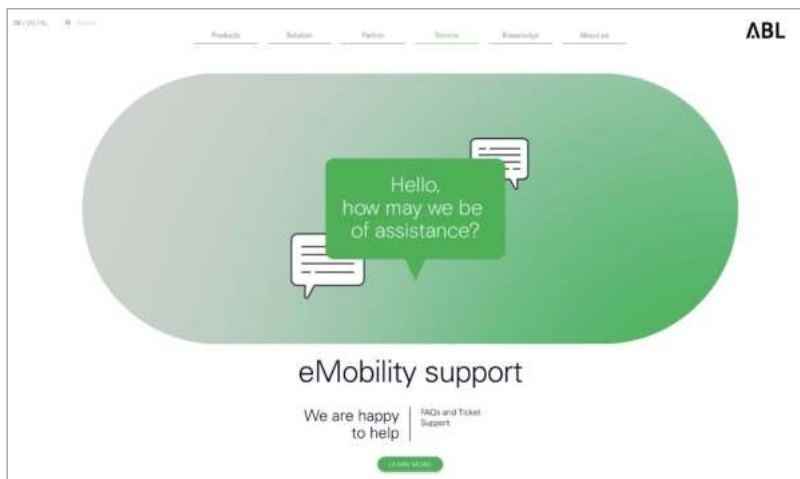 Products
Solution
Partner
Service
Knowledge
About us
ABL
Hello,
how may we be
of assistance?
eMobility support
We are happy
to help
FAQs and Ticket
Support
LEARN MORE